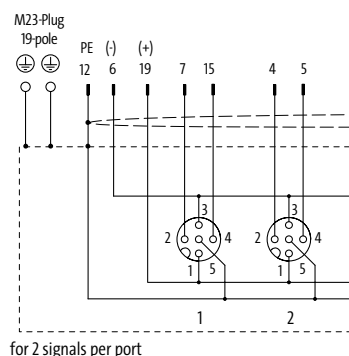 M23-Plug
19-pole
PE (-) (+)
12 6 19 7 15 4 5
3 3
2 4 2 4
1 5 1 5
1 2
for 2 signals per port